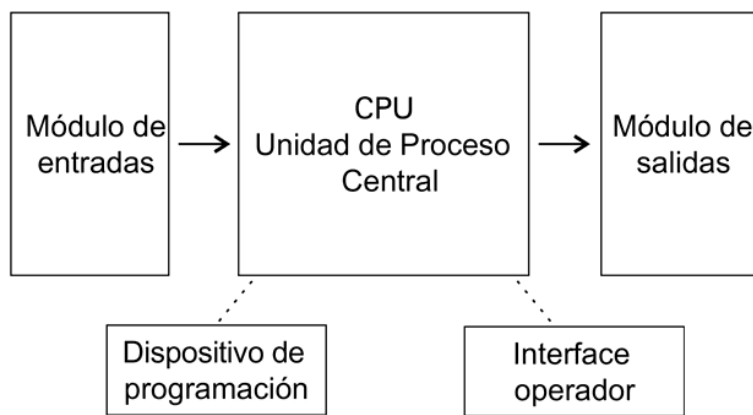 Módulo de
entradas
CPU
Unidad de Proceso
Central
Módulo de
salidas
Dispositivo de
programación
Interface
operador